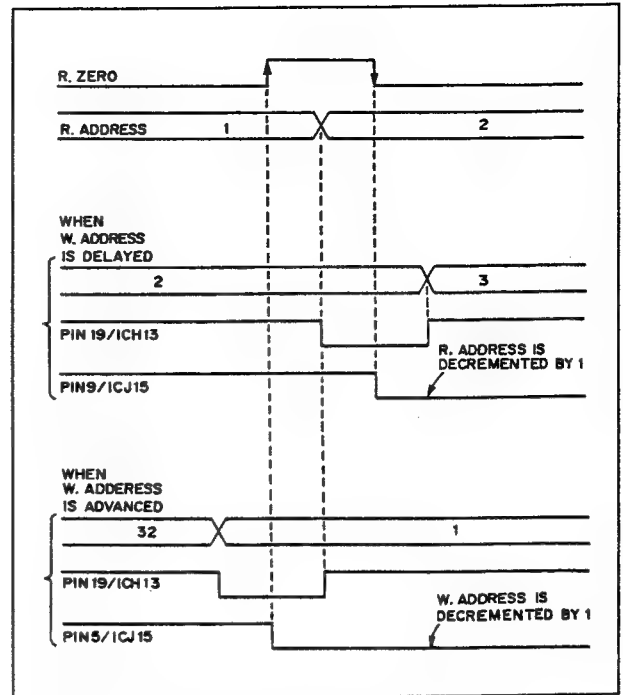 R. ZERO
R. ADDRESS 1 2
WHEN
W. ADDRESS
IS DELAYED
2 3
PIN 19/ICH13
R. ADDRESS IS
DECREMENTED BY 1
PIN9/ICJ15
WHEN
W. ADDERESS
IS ADVANCED
32 1
PIN 19/ICH13
W. ADDRESS IS
DECREMENTED BY 1
PIN5/ICJ15